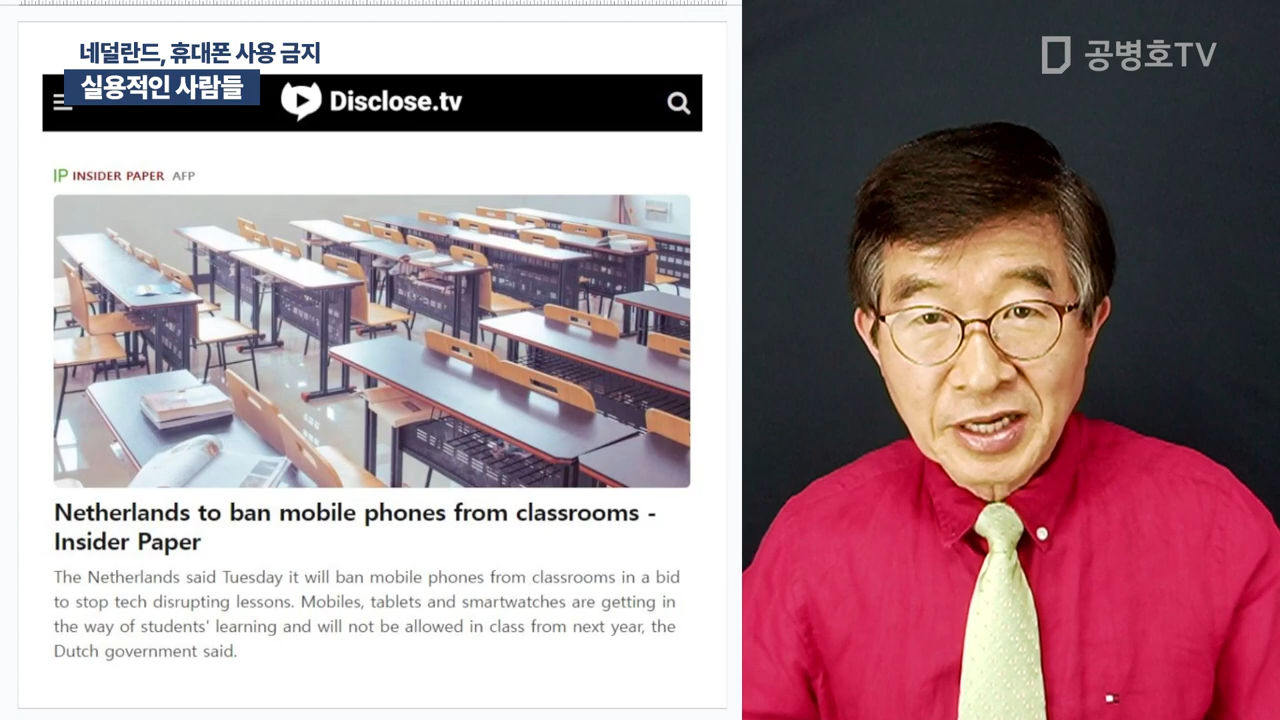 네덜란드, 휴대폰 사용 금지
실용적인 사람들
Disclose.tv
공병호TV
IP INSIDER PAPER AFP
Netherlands to ban mobile phones from classrooms -
Insider Paper
The Netherlands said Tuesday it will ban mobile phones from classrooms in a bid
to stop tech disrupting lessons. Mobiles, tablets and smartwatches are getting in
the way of students' learning and will not be allowed in class from next year, the
Dutch government said.